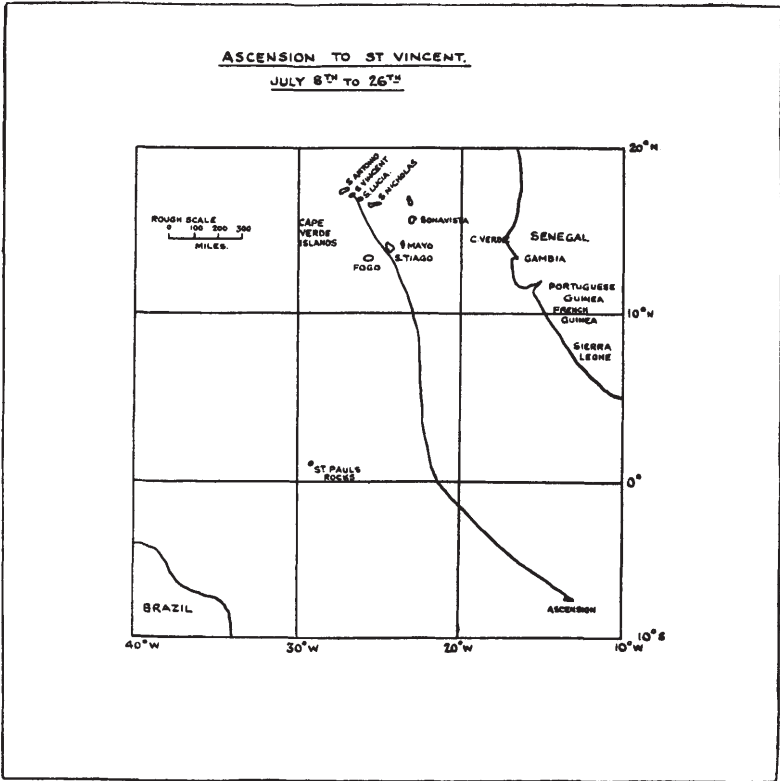 ASCENSION TO ST VINCENT.
JULY 8TH TO 26TH
20°N
S ANTONIO
S VINCENT
S. LUCIA.
S NICHOLAS
ROUGH SCALE
0 100 200 300
MILES.
CAPE
VERDE
ISLANDS
BONAVISTA
MAYO
S. TIAGO
FOGO
C. VERDE
SENEGAL
GAMBIA
PORTUGUESE
GUINEA
FRENCH
GUINEA
10°N
SIERRA
LEONE
ST PAULS
ROCKS
0°
BRAZIL
ASCENSION
10°S
40°W
30°W
20°W
10°W